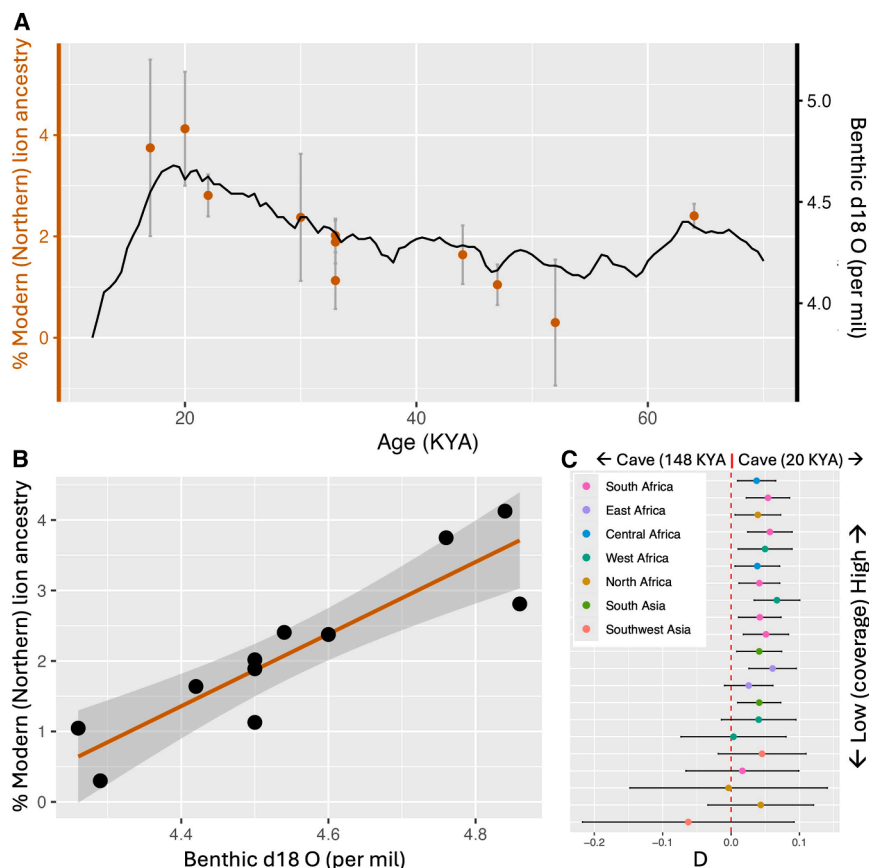 A
% Modern (Northern) lion ancestry
4
2
0
5.0
4.5
4.0
Benthic d18 O (per mil)
20
40
60
Age (KYA)
B
% Modern (Northern) lion ancestry
4
3
2
1
0
4.4
4.6
4.8
Benthic d18 O (per mil)
C
← Cave (148 KYA | Cave (20 KYA) →
South Africa
East Africa
Central Africa
West Africa
North Africa
South Asia
Southwest Asia
← Low (coverage) High →
-0.2
-0.1
0.0
0.1
D